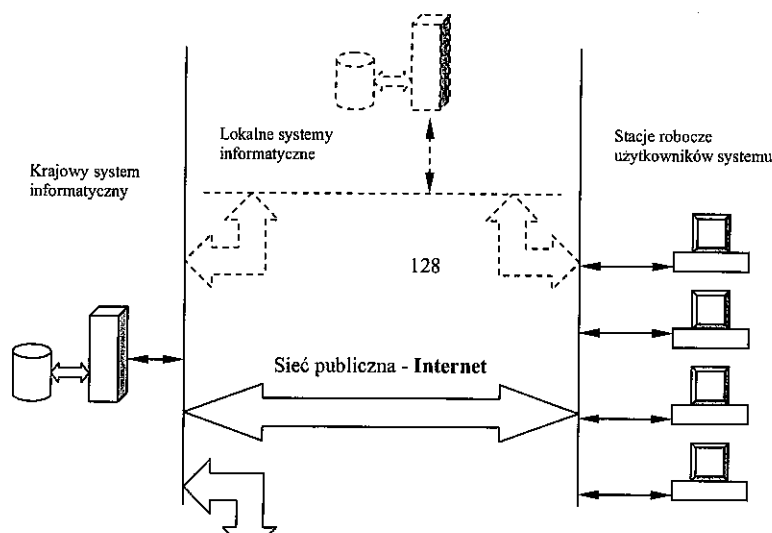 Lokalne systemy
informatyczne
Stacje robocze
użytkowników systemu
Krajowy system
informatyczny
128
Sieć publiczna - Internet